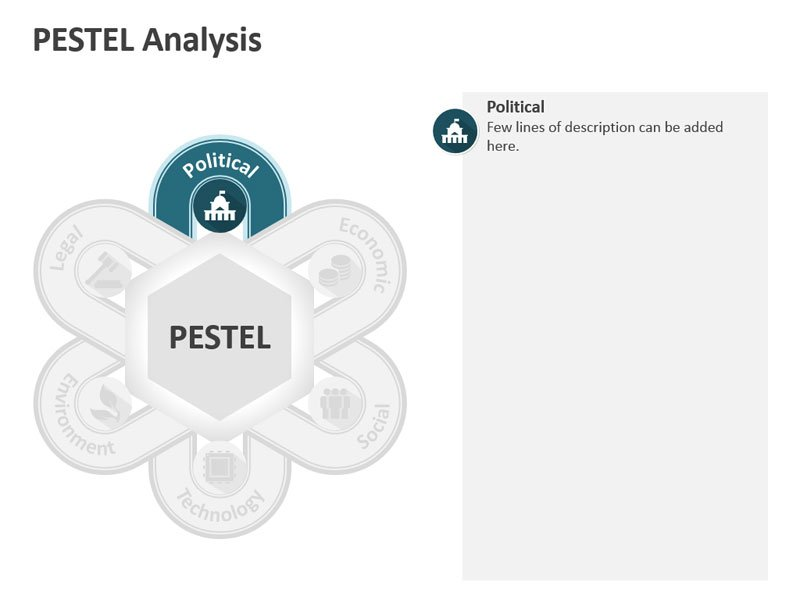 PESTEL Analysis
Political
Few lines of description can be added
here.
Political
Legal
Economic
PESTEL
Environment
Social
Technology